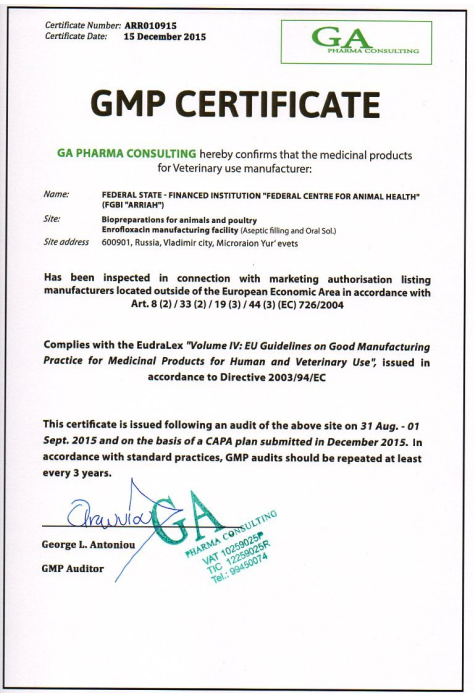 Certificate Number: ARR010915
Certificate Date: 15 December 2015
GA
PHARMA CONSULTING
GMP CERTIFICATE
GA PHARMA CONSULTING hereby confirms that the medicinal products
for Veterinary use manufacturer:
Name: FEDERAL STATE - FINANCED INSTITUTION "FEDERAL CENTRE FOR ANIMAL HEALTH"
(FGBI "ARRIAH")
Site: Biopreparations for animals and poultry
Enrofloxacin manufacturing facility (Aseptic filling and Oral Sol.)
Site address 600901, Russia, Vladimir city, Microraion Yur' evets
Has been inspected in connection with marketing authorisation listing
manufacturers located outside of the European Economic Area in accordance with
Art. 8 (2) / 33 (2) / 19 (3) / 44 (3) (EC) 726/2004
Complies with the EudraLex "Volume IV: EU Guidelines on Good Manufacturing
Practice for Medicinal Products for Human and Veterinary Use", issued in
accordance to Directive 2003/94/EC
This certificate is issued following an audit of the above site on 31 Aug. - 01
Sept. 2015 and on the basis of a CAPA plan submitted in December 2015. In
accordance with standard practices, GMP audits should be repeated at least
every 3 years.
GA
PHARMA CONSULTING
VAT 10259025P
TIC 12259025R
Tel.: 99450074
George L. Antoniou
GMP Auditor